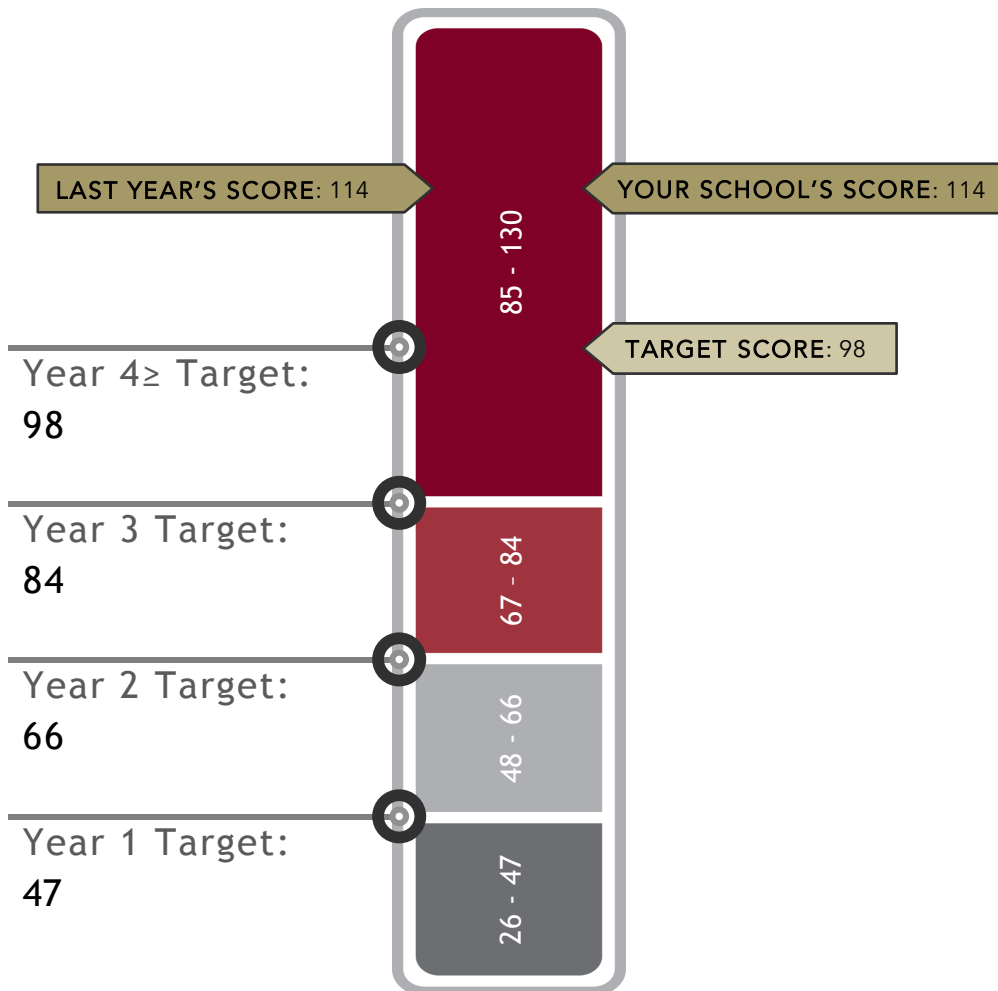 LAST YEAR'S SCORE: 114
YOUR SCHOOL'S SCORE: 114
85 - 130
TARGET SCORE: 98
Year 4≥ Target:
98
Year 3 Target:
84
67 - 84
Year 2 Target:
66
48 - 66
Year 1 Target:
47
26 - 47